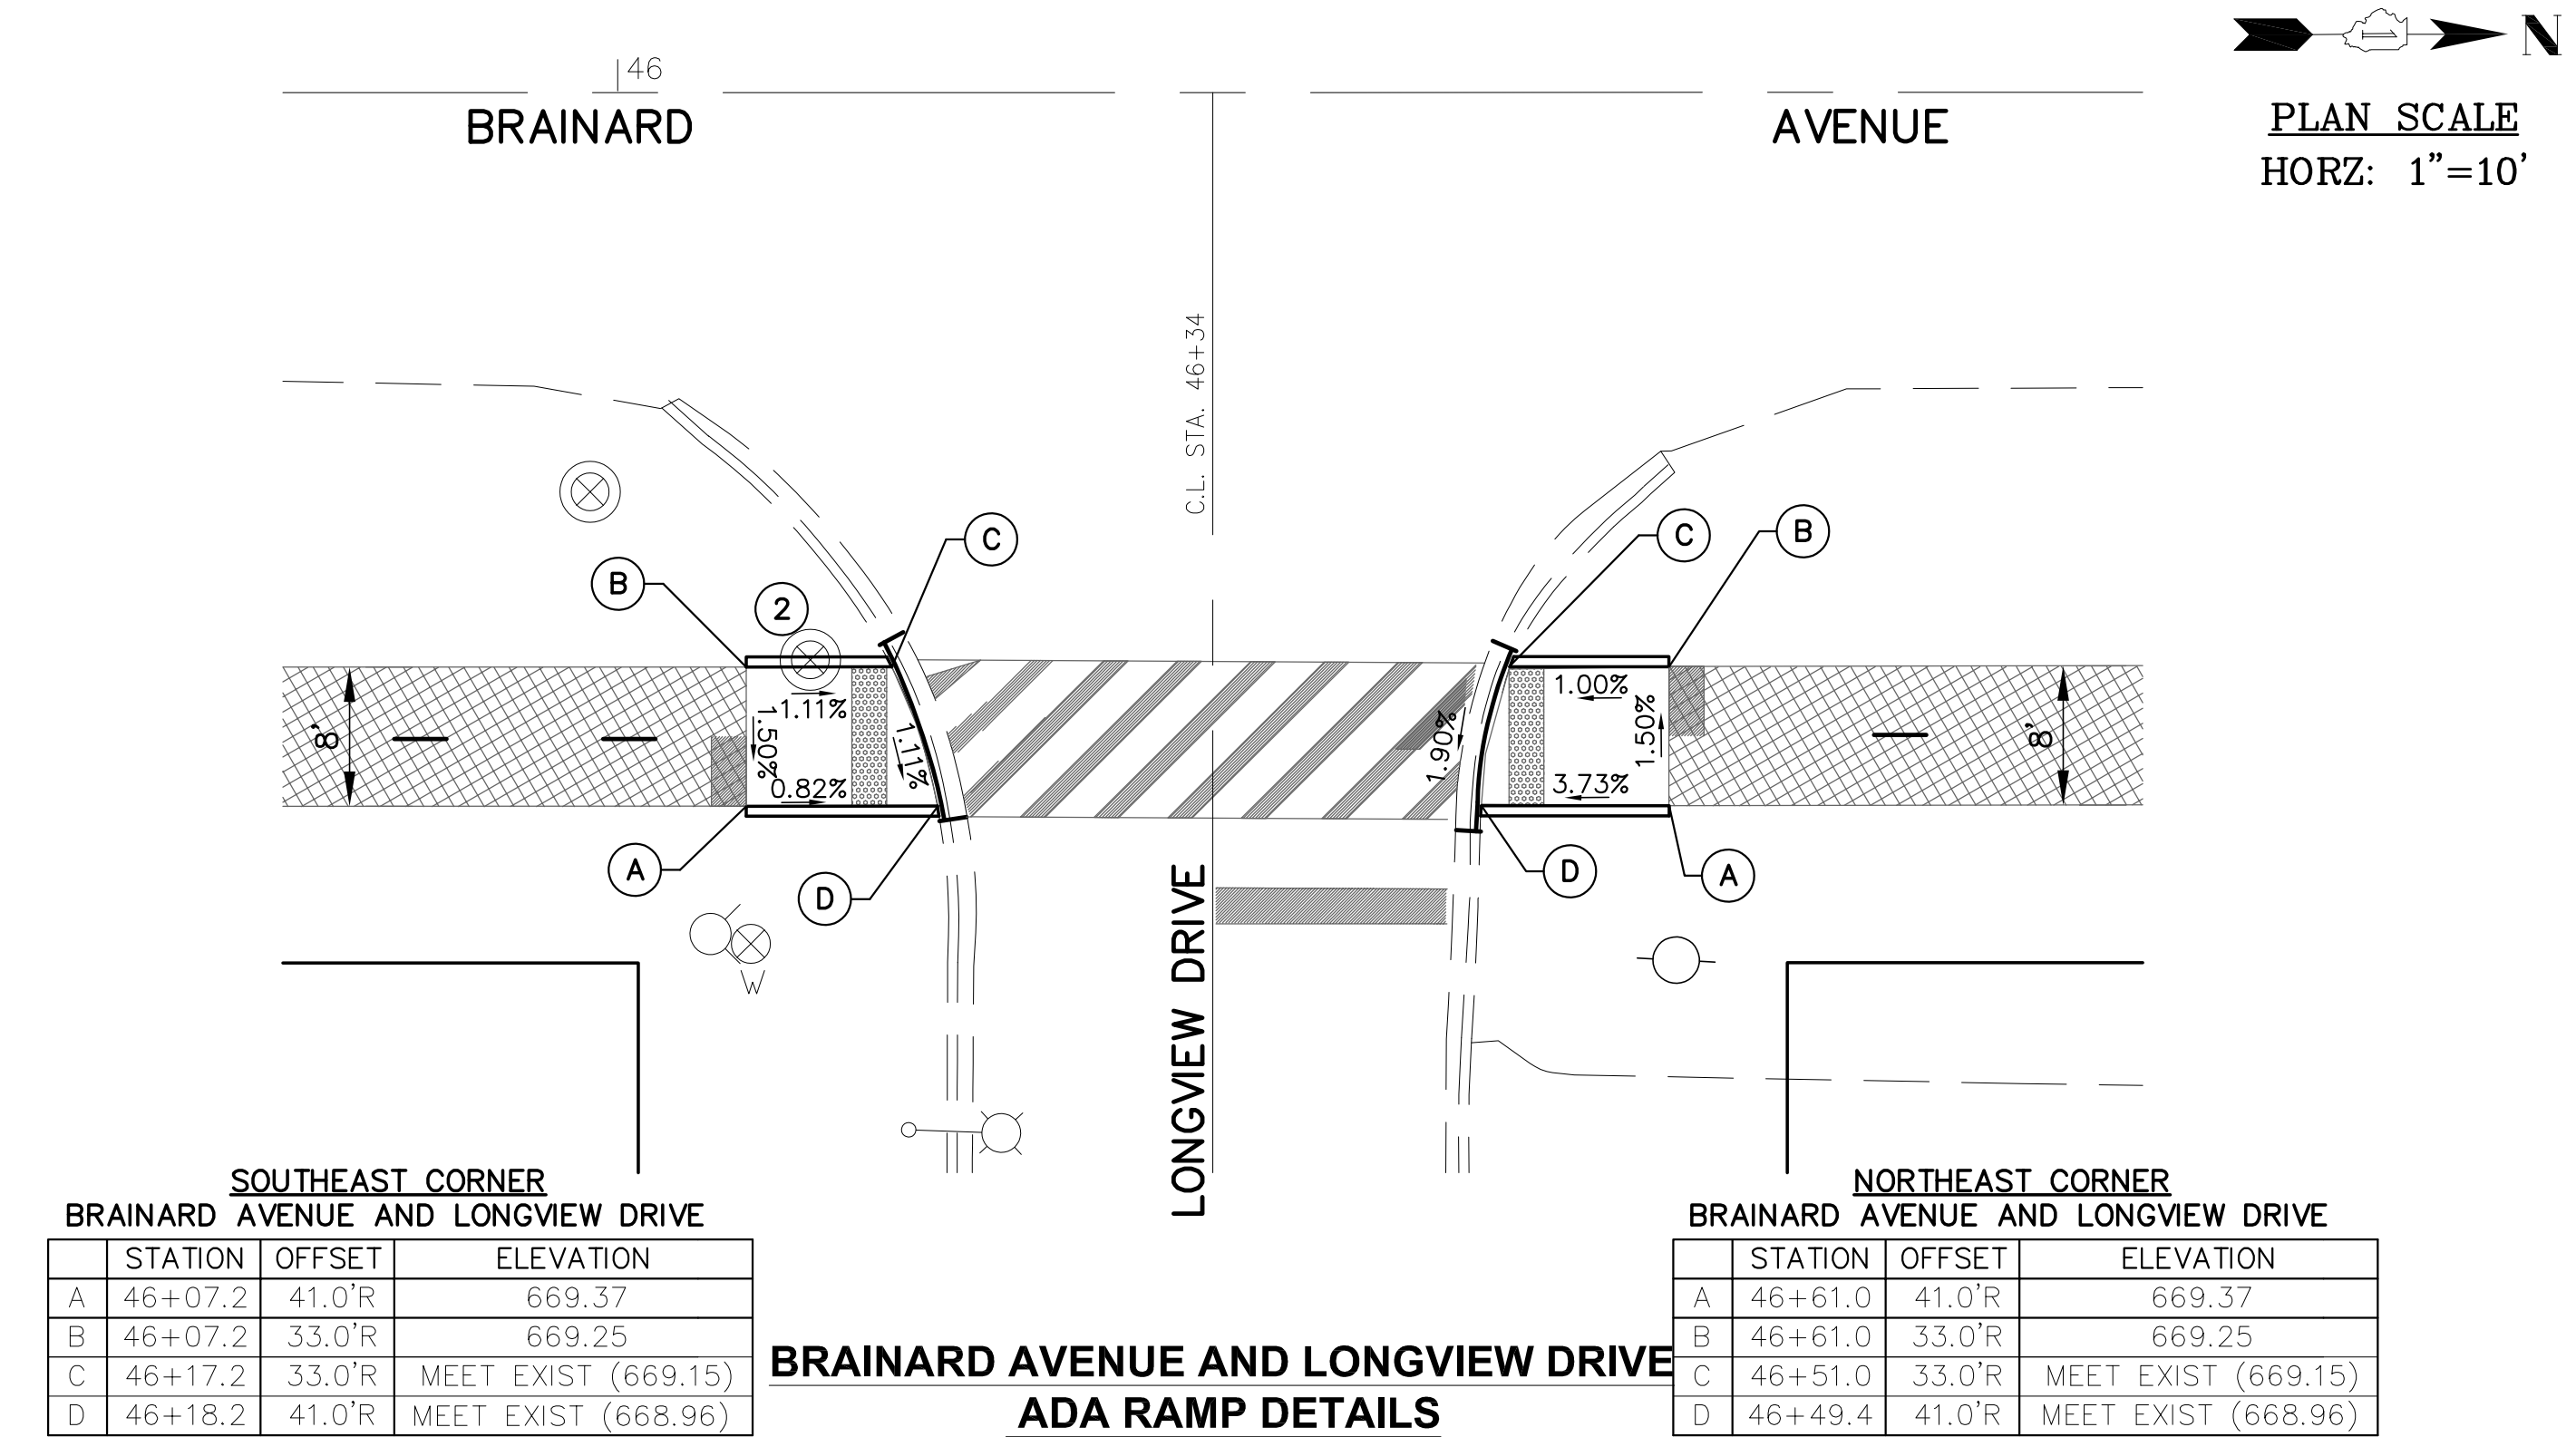 N
46
BRAINARD AVENUE
PLAN SCALE
HORZ: 1"=10'
C.L. STA. 46+34
C
B
C
B
2
1.11%
1.50%
0.82%
1.11%
8'
1.90%
1.00%
1.50%
3.73%
8'
A
D
D
A
W
LONGVIEW DRIVE
SOUTHEAST CORNER
BRAINARD AVENUE AND LONGVIEW DRIVE
STATION OFFSET ELEVATION
A 46+07.2 41.0'R 669.37
B 46+07.2 33.0'R 669.25
C 46+17.2 33.0'R MEET EXIST (669.15)
D 46+18.2 41.0'R MEET EXIST (668.96)
BRAINARD AVENUE AND LONGVIEW DRIVE
ADA RAMP DETAILS
NORTHEAST CORNER
BRAINARD AVENUE AND LONGVIEW DRIVE
STATION OFFSET ELEVATION
A 46+61.0 41.0'R 669.37
B 46+61.0 33.0'R 669.25
C 46+51.0 33.0'R MEET EXIST (669.15)
D 46+49.4 41.0'R MEET EXIST (668.96)